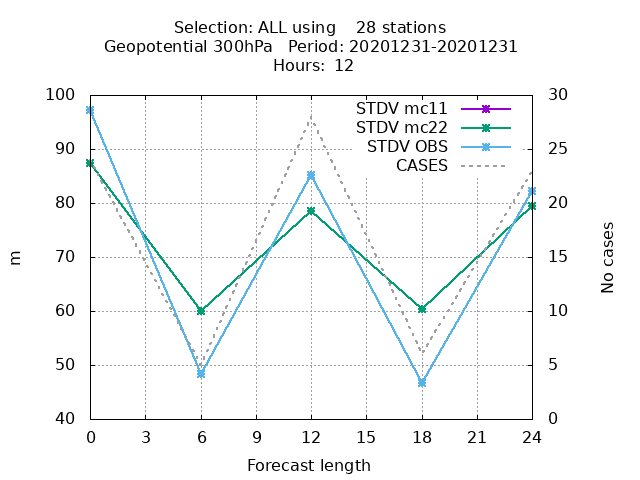 Selection: ALL using    28 stations
Geopotential 300hPa   Period: 20201231-20201231
Hours:  12
STDV mc11
STDV mc22
STDV OBS
CASES
100
90
80
70
60
50
40
m
30
25
20
15
10
5
0
No cases
0 3 6 9 12 15 18 21 24
Forecast length